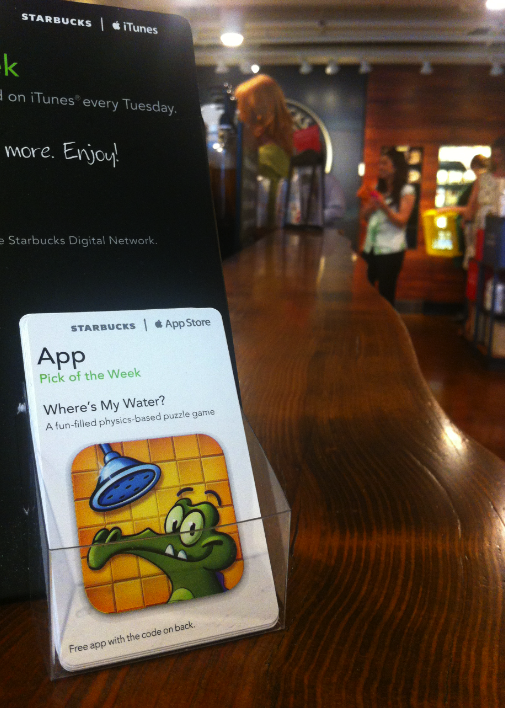 STARBUCKS | iTunes
k
on iTunes® every Tuesday.
more. Enjoy!
Starbucks Digital Network.
STARBUCKS | App Store
App
Pick of the Week
Where's My Water?
A fun-filled physics-based puzzle game
Free app with the code on back.